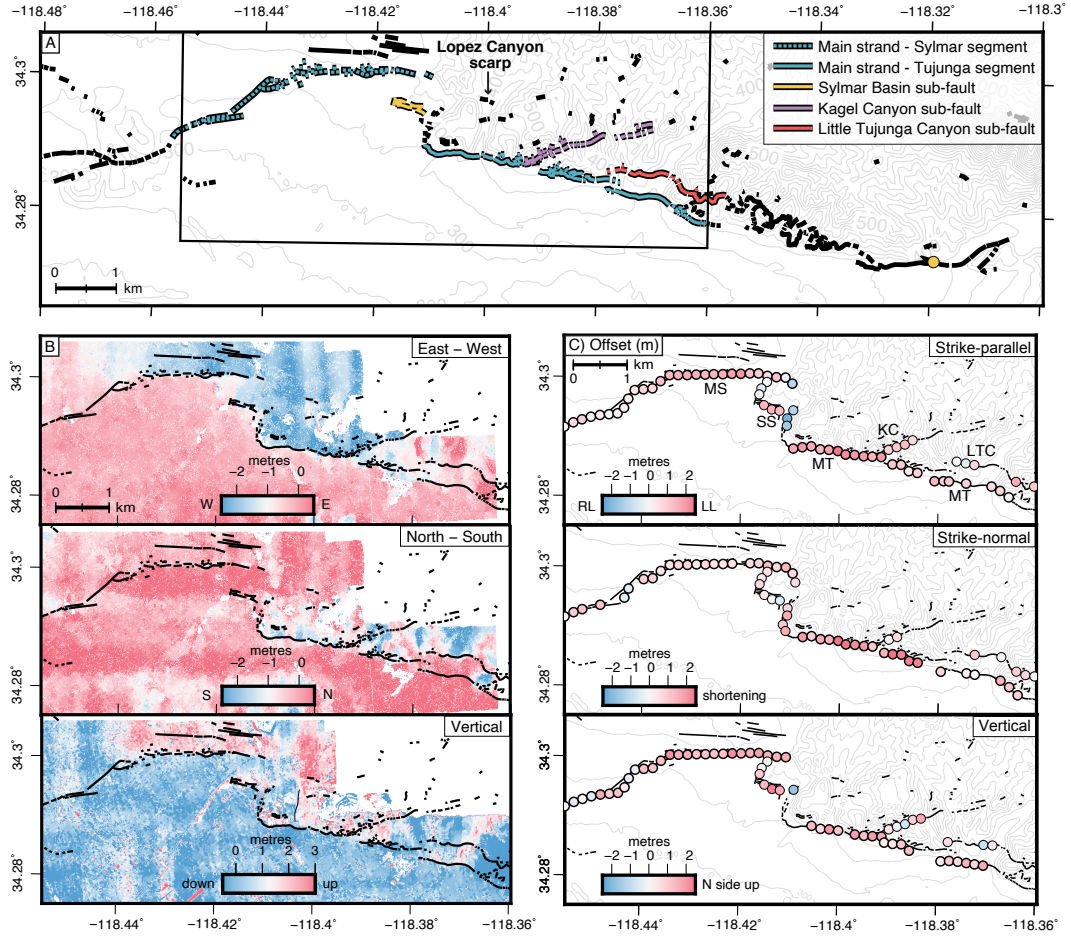 −118.48° −118.46° −118.44° −118.42° −118.4° −118.38° −118.36° −118.34° −118.32° −118.3°
A
34.3°
34.28°
Lopez Canyon
scarp
Main strand - Sylmar segment
Main strand - Tujunga segment
Sylmar Basin sub-fault
Kagel Canyon sub-fault
Little Tujunga Canyon sub-fault
400
500
500
300
0 1
km
B
East – West
34.3°
34.28°
metres
−2 −1 0
W E
0 1
km
North – South
34.3°
34.28°
metres
−2 −1 0
S N
Vertical
34.3°
34.28°
metres
0 1 2 3
down up
−118.44° −118.42° −118.4° −118.38° −118.36°
C) Offset (m)
0 1
km
Strike-parallel
34.3°
34.28°
MS
SS
KC
LTC
MT
MT
metres
−2 −1 0 1 2
RL LL
Strike-normal
34.3°
34.28°
metres
−2 −1 0 1 2
shortening
Vertical
34.3°
34.28°
metres
−2 −1 0 1 2
N side up
−118.44° −118.42° −118.4° −118.38° −118.36°